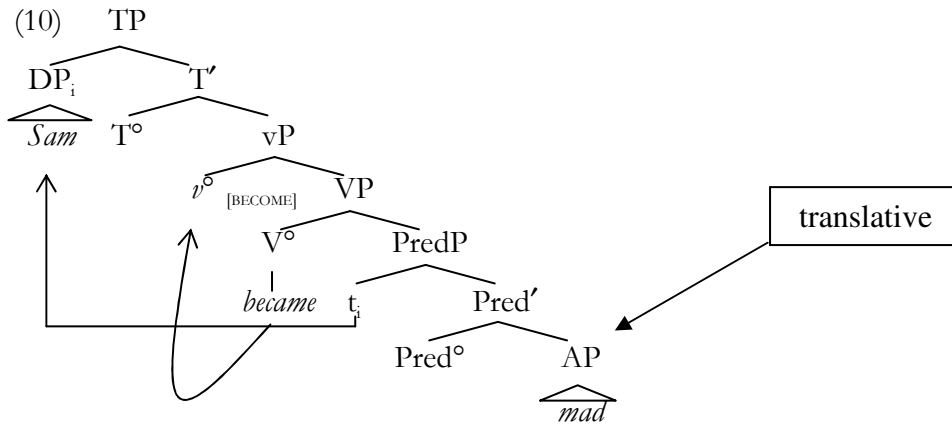 (10) TP
DPᵢ T′
Sam T° vP
v° [BECOME] VP
translative
V° PredP
became tᵢ Pred′
Pred° AP
mad